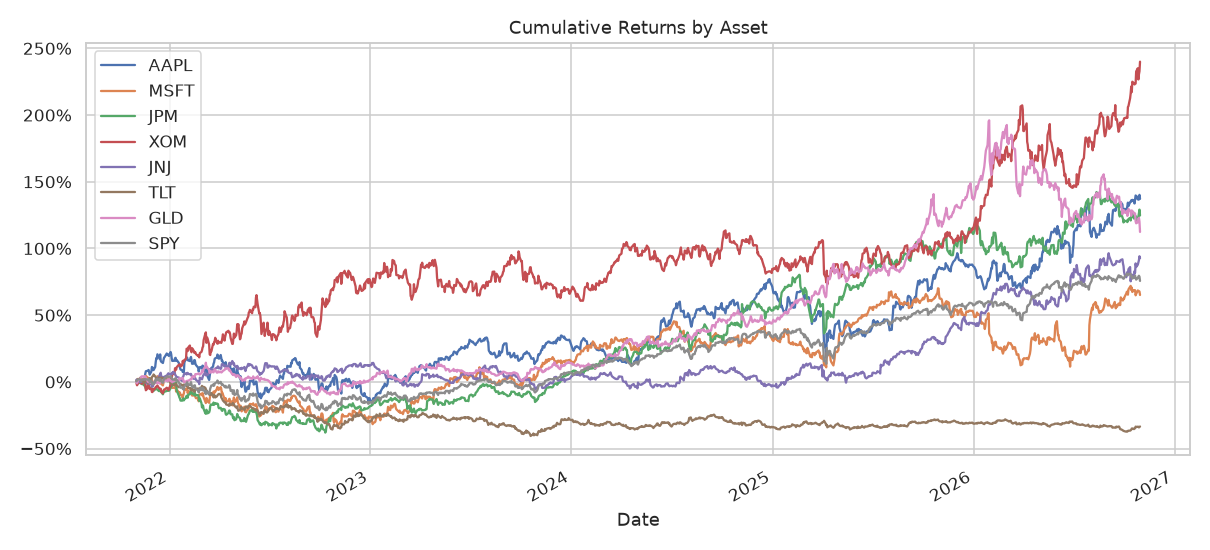 Cumulative Returns by Asset
250%
200%
150%
100%
50%
0%
−50%
AAPL
MSFT
JPM
XOM
JNJ
TLT
GLD
SPY
2022
2023
2024
2025
2026
2027
Date